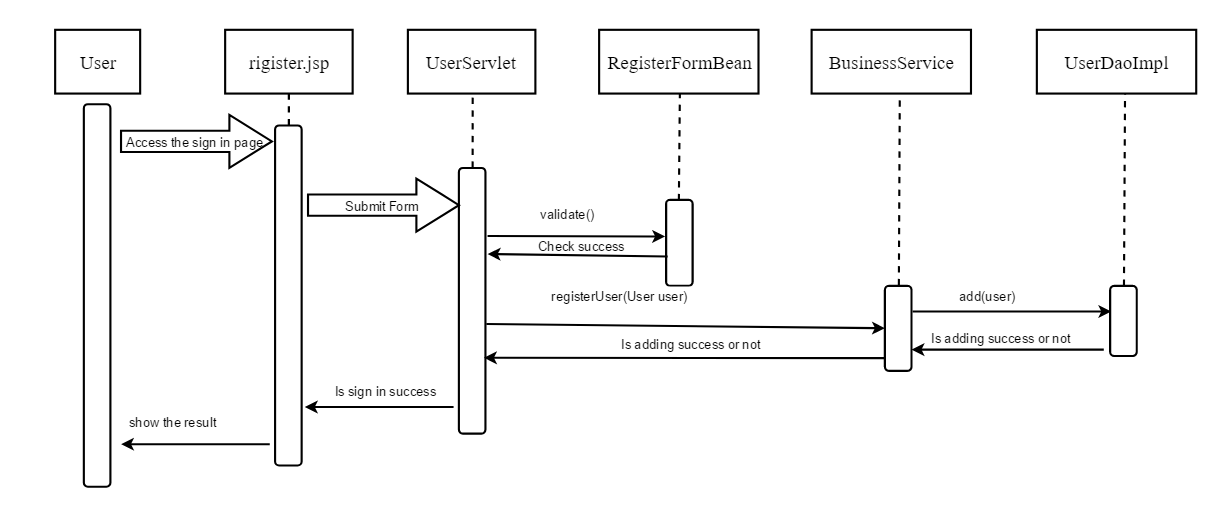 User
rigister.jsp
UserServlet
RegisterFormBean
BusinessService
UserDaoImpl
Access the sign in page
Submit Form
validate()
Check success
registerUser(User user)
add(user)
Is adding success or not
Is adding success or not
Is sign in success
show the result